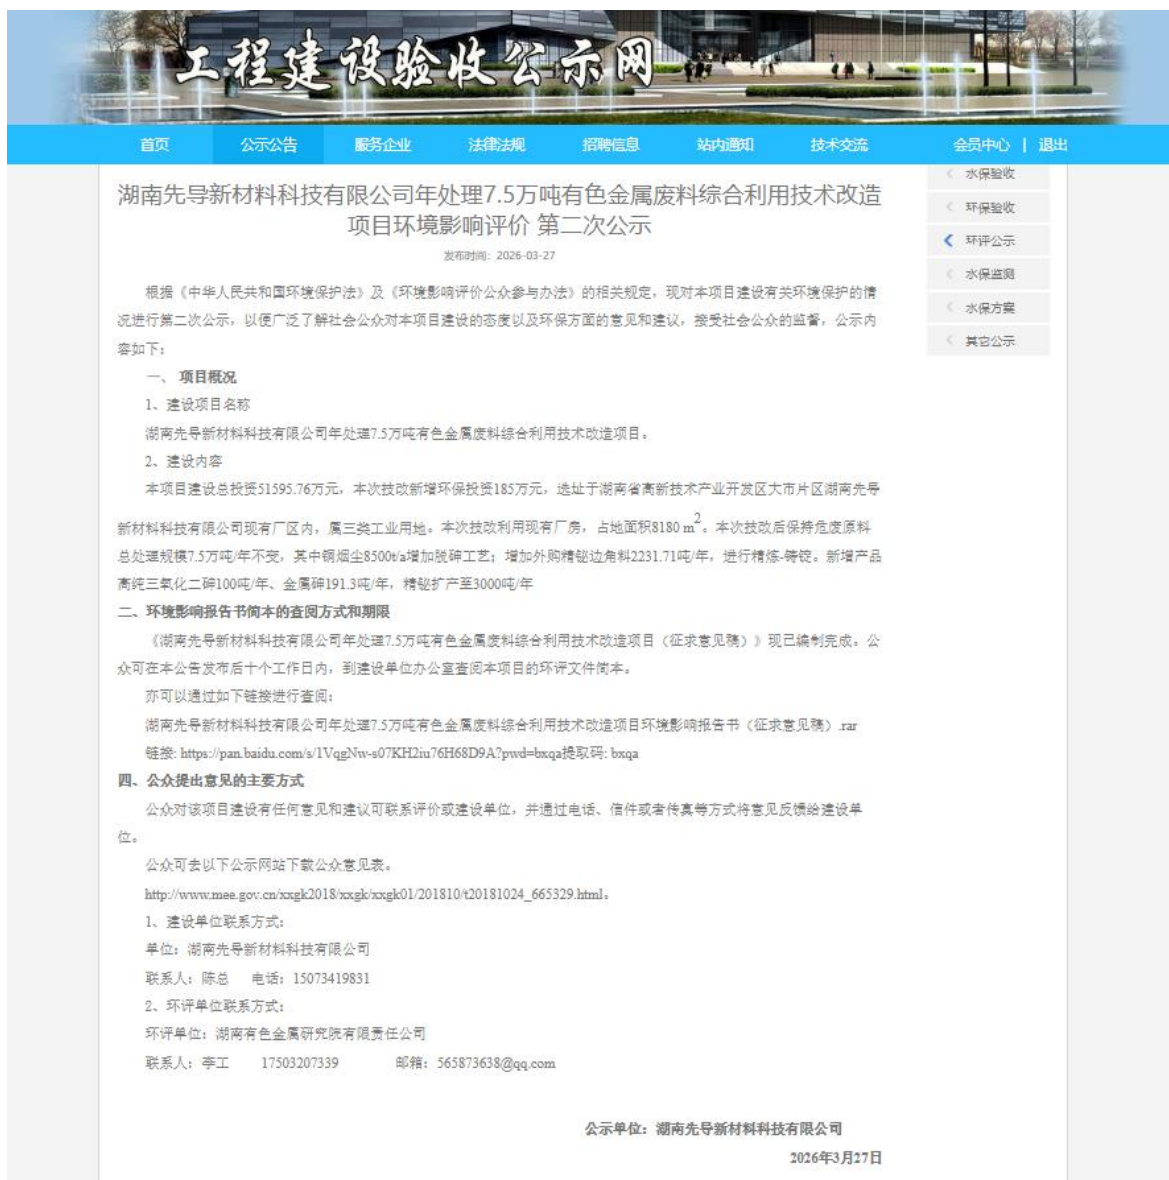 工程建设验收公示网
首页 公示公告 服务企业 法律法规 招聘信息 站内通知 技术交流 会员中心 | 退出
水保验收
环保验收
环评公示
水保监测
水保方案
其它公示
湖南先导新材料科技有限公司年处理7.5万吨有色金属废料综合利用技术改造
项目环境影响评价 第二次公示
发布时间：2026-03-27
根据《中华人民共和国环境保护法》及《环境影响评价公众参与办法》的相关规定，现对本项目建设有关环境保护的情
况进行第二次公示，以便广泛了解社会公众对本项目建设的态度以及环保方面的意见和建议，接受社会公众的监督，公示内
容如下：
一、 项目概况
1、建设项目名称
湖南先导新材料科技有限公司年处理7.5万吨有色金属废料综合利用技术改造项目。
2、建设内容
本项目建设总投资51595.76万元，本次技改新增环保投资185万元，选址于湖南省高新技术产业开发区大市片区湖南先导
新材料科技有限公司现有厂区内，属三类工业用地。本次技改利用现有厂房，占地面积8180 m²。本次技改后保持危废原料
总处理规模7.5万吨/年不变，其中铜烟尘8500t/a增加脱砷工艺；增加外购精铋边角料2231.71吨/年，进行精炼-铸锭。新增产品
高纯三氧化二砷100吨/年、金属砷191.3吨/年，精铋扩产至3000吨/年
二、环境影响报告书简本的查阅方式和期限
《湖南先导新材料科技有限公司年处理7.5万吨有色金属废料综合利用技术改造项目（征求意见稿）》现已编制完成。公
众可在本公告发布后十个工作日内，到建设单位办公室查阅本项目的环评文件简本。
亦可以通过如下链接进行查阅：
湖南先导新材料科技有限公司年处理7.5万吨有色金属废料综合利用技术改造项目环境影响报告书（征求意见稿）.rar
链接: https://pan.baidu.com/s/1VqgNw-s07KH2iu76H68D9A?pwd=bxqa提取码: bxqa
四、公众提出意见的主要方式
公众对该项目建设有任何意见和建议可联系评价或建设单位，并通过电话、信件或者传真等方式将意见反馈给建设单
位。
公众可去以下公示网站下载公众意见表。
http://www.mee.gov.cn/xxgk2018/xxgk/xxgk01/201810/t20181024_665329.html。
1、建设单位联系方式：
单位：湖南先导新材料科技有限公司
联系人：陈总 电话：15073419831
2、环评单位联系方式：
环评单位：湖南有色金属研究院有限责任公司
联系人：李工 17503207339 邮箱：565873638@qq.com
公示单位：湖南先导新材料科技有限公司
2026年3月27日